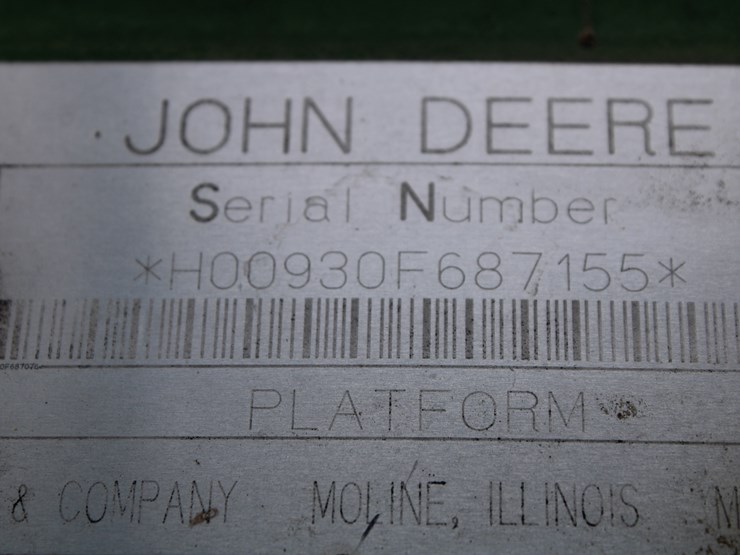 JOHN DEERE
Serial Number
*H00930F687155*
PLATFORM
& COMPANY MOLINE, ILLINOIS M